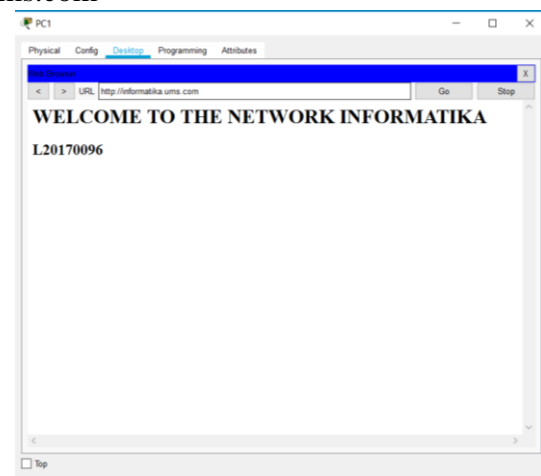 PC1
Physical Config Desktop Programming Attributes
Web Browser
X
< > URL http://informatika.ums.com Go Stop
WELCOME TO THE NETWORK INFORMATIKA
L20170096
Top